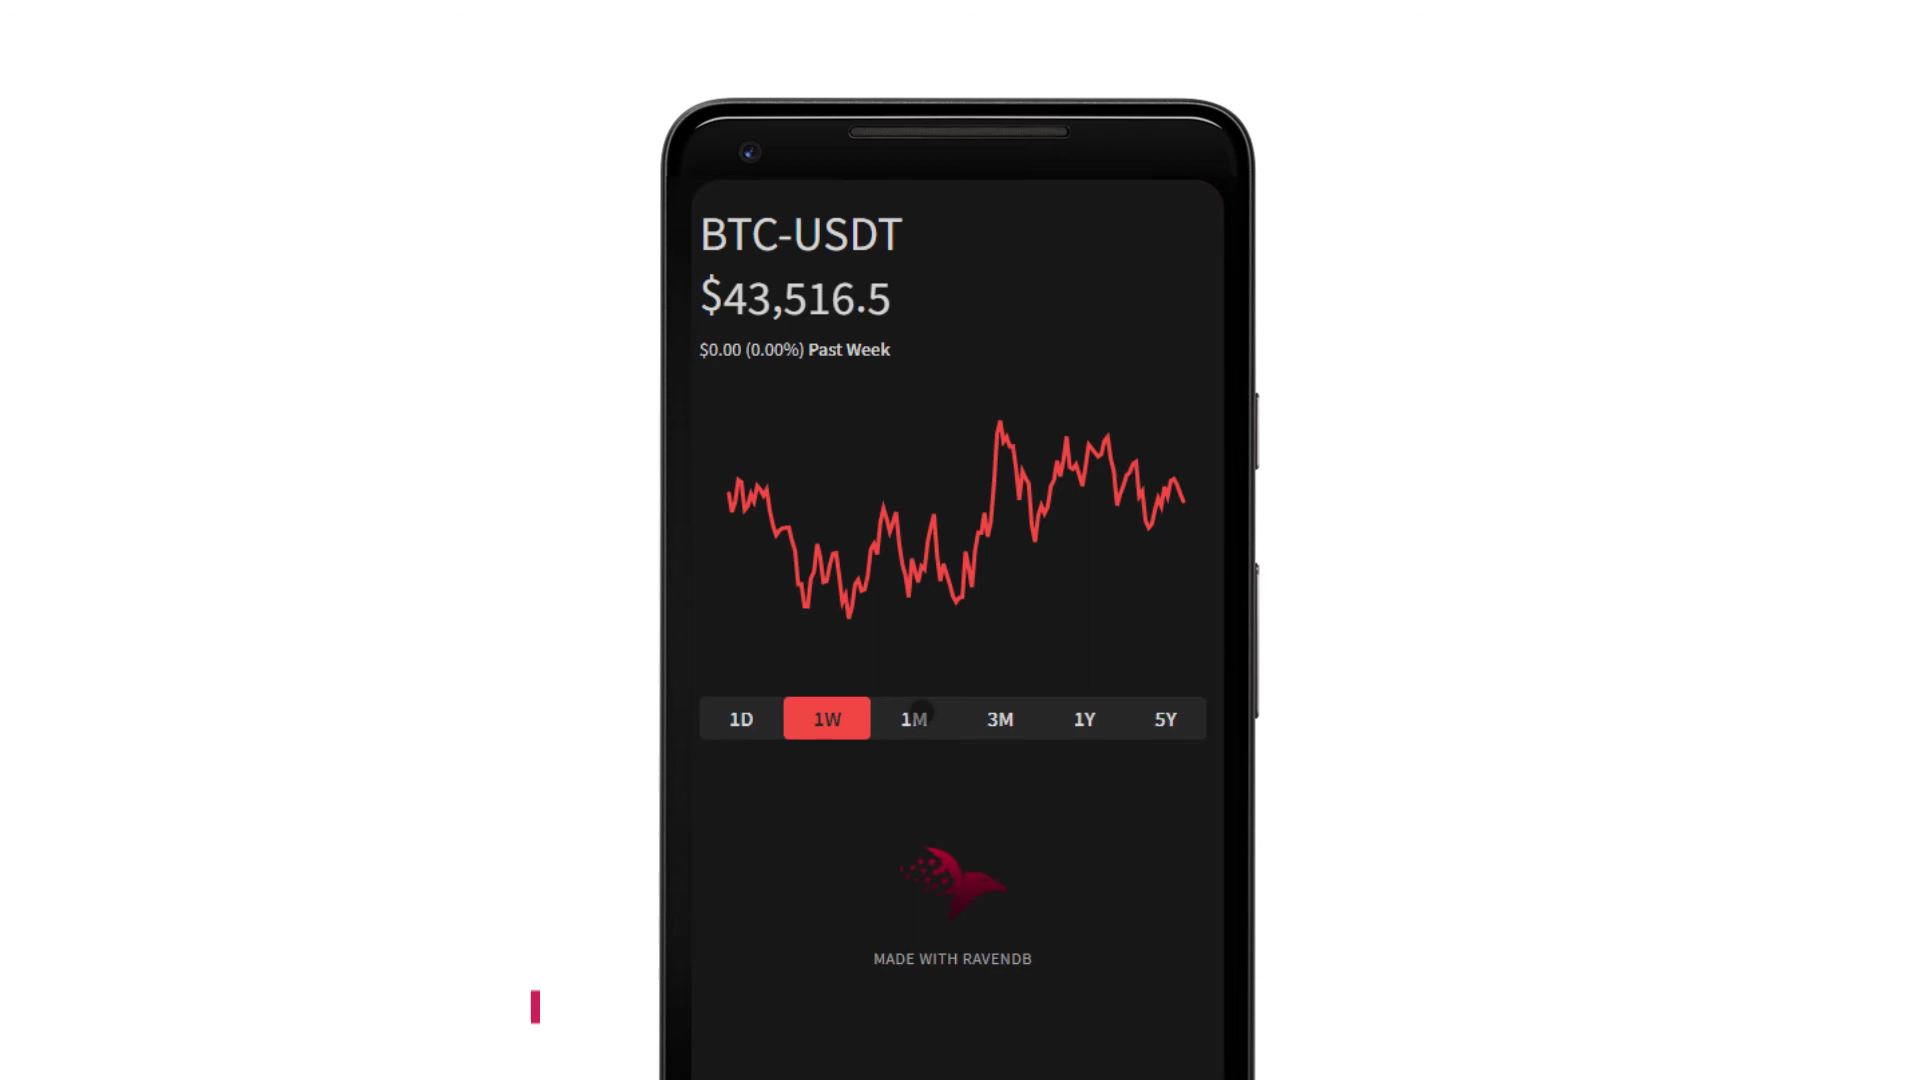 BTC-USDT
$43,516.5
$0.00 (0.00%) Past Week
1D 1W 1M 3M 1Y 5Y
MADE WITH RAVENDB